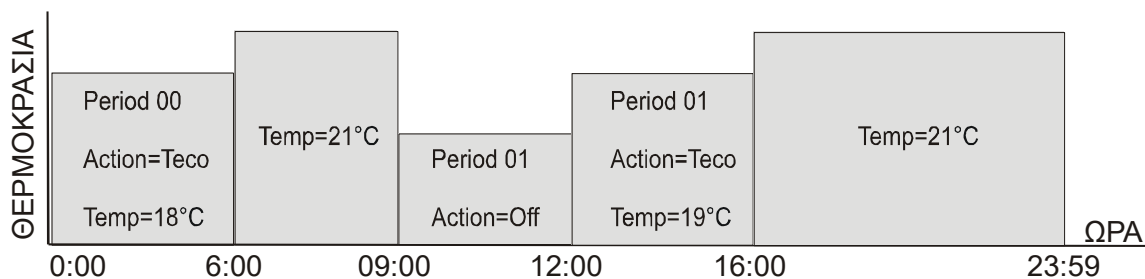 ΘΕΡΜΟΚΡΑΣΙΑ
Period 00
Action=Teco
Temp=18°C
Temp=21°C
Period 01
Action=Off
Period 01
Action=Teco
Temp=19°C
Temp=21°C
ΩΡΑ
0:00 6:00 09:00 12:00 16:00 23:59